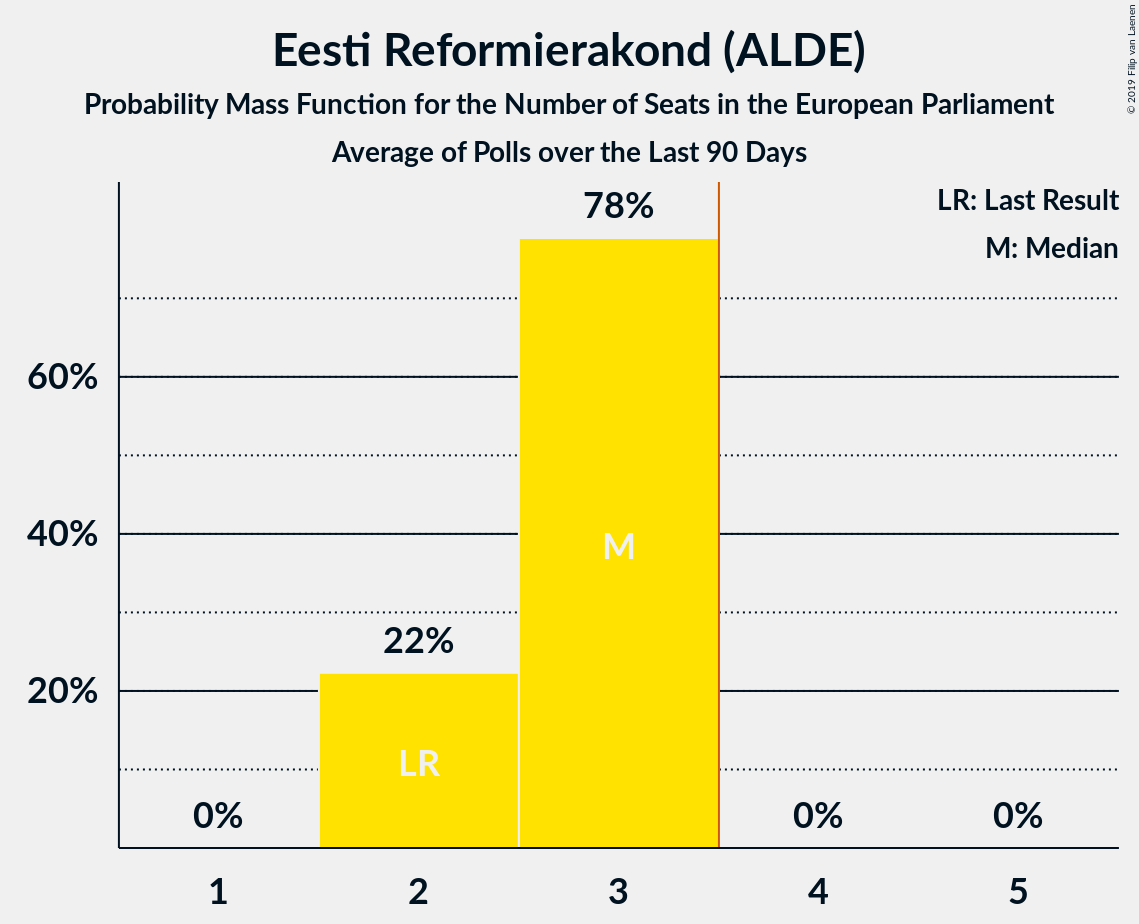 Eesti Reformierakond (ALDE)
Probability Mass Function for the Number of Seats in the European Parliament
Average of Polls over the Last 90 Days
© 2019 Filip van Laenen
LR: Last Result
M: Median
78%
60%
40%
M
22%
20%
LR
0%
0%
0%
1
2
3
4
5